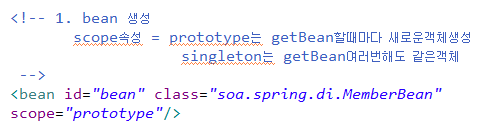 <!-- 1. bean 생성
scope속성 = prototype는 getBean할때마다 새로운객체생성
singleton는 getBean여러번해도 같은객체
-->
<bean id="bean" class="soa.spring.di.MemberBean"
scope="prototype"/>